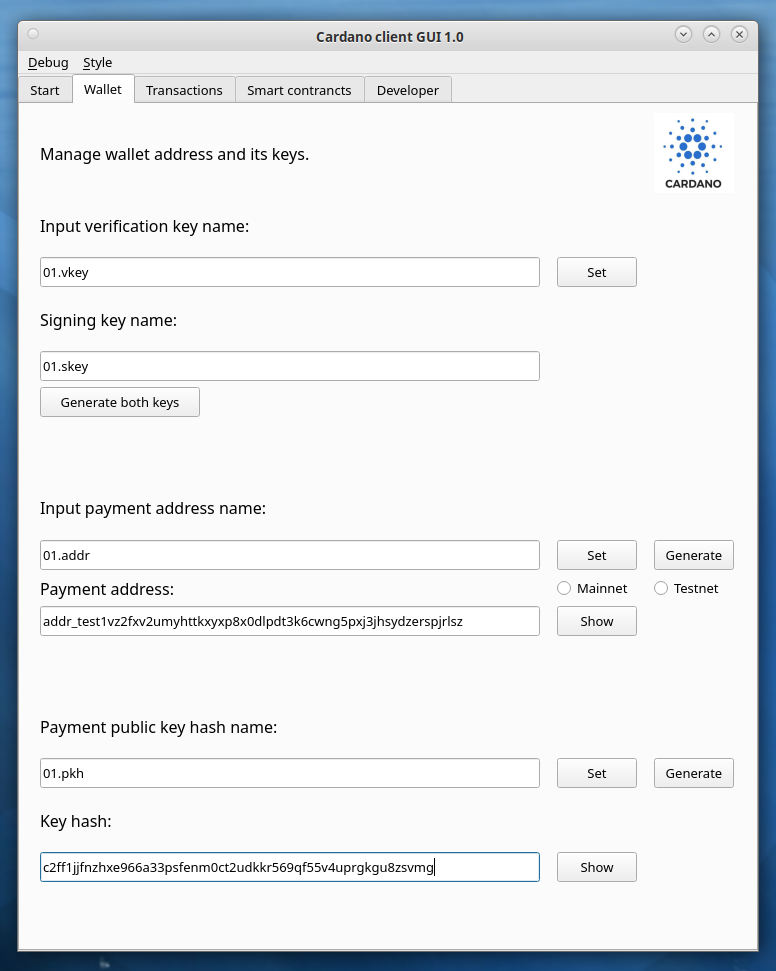 Cardano client GUI 1.0
Debug Style
Start Wallet Transactions Smart contrancts Developer
CARDANO
Manage wallet address and its keys.
Input verification key name:
01.vkey Set
Signing key name:
01.skey
Generate both keys
Input payment address name:
01.addr Set Generate
Payment address: Mainnet Testnet
addr_test1vz2fxv2umyhttkxyxp8x0dlpdt3k6cwng5pxj3jhsydzerspjrlsz Show
Payment public key hash name:
01.pkh Set Generate
Key hash:
c2ff1jjfnzhxe966a33psfenm0ct2udkkr569qf55v4uprgkgu8zsvmg Show